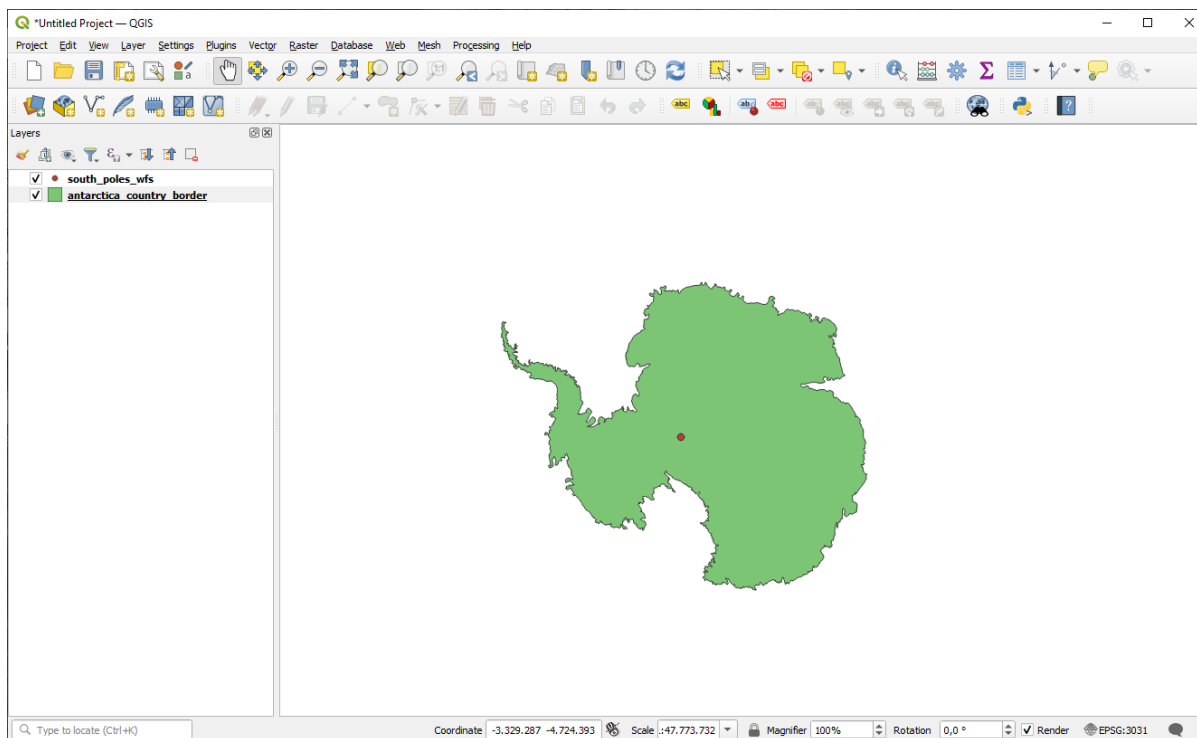 *Untitled Project — QGIS
Project Edit View Layer Settings Plugins Vector Raster Database Web Mesh Processing Help
Layers
south_poles_wfs
antarctica_country_border
Type to locate (Ctrl+K) Coordinate -3.329.287 -4.724.393 Scale .:47.773.732 Magnifier 100% Rotation 0,0 ° Render EPSG:3031